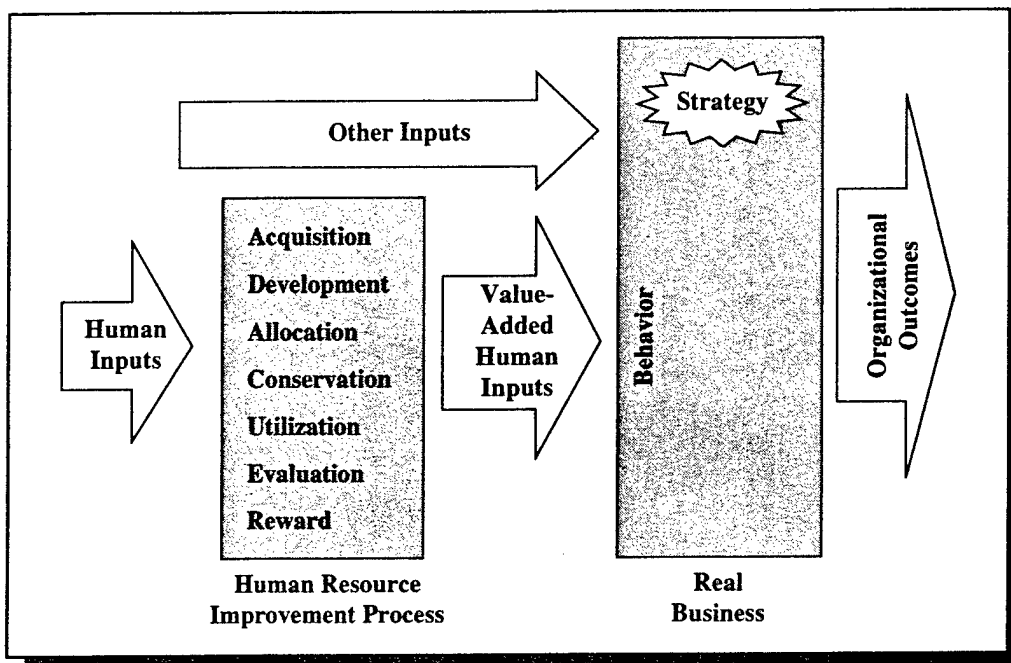 Strategy
Other Inputs
Human
Inputs
Acquisition
Development
Allocation
Conservation
Utilization
Evaluation
Reward
Value-
Added
Human
Inputs
Behavior
Organizational
Outcomes
Human Resource
Improvement Process
Real
Business